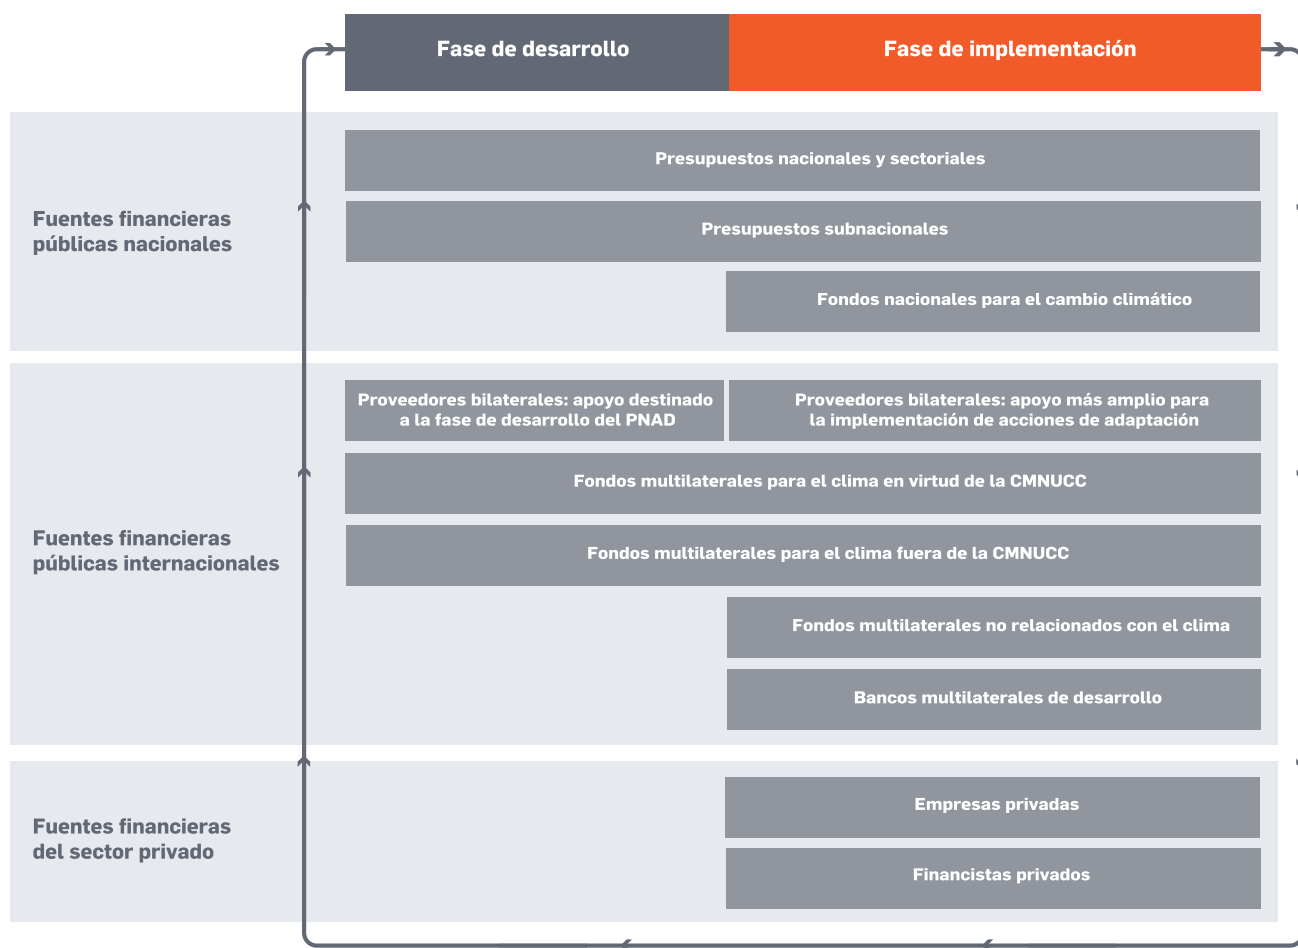 Fase de desarrollo
Fase de implementación
Fuentes financieras
públicas nacionales
Presupuestos nacionales y sectoriales
Presupuestos subnacionales
Fondos nacionales para el cambio climático
Fuentes financieras
públicas internacionales
Proveedores bilaterales: apoyo destinado
a la fase de desarrollo del PNAD
Proveedores bilaterales: apoyo más amplio para
la implementación de acciones de adaptación
Fondos multilaterales para el clima en virtud de la CMNUCC
Fondos multilaterales para el clima fuera de la CMNUCC
Fondos multilaterales no relacionados con el clima
Bancos multilaterales de desarrollo
Fuentes financieras
del sector privado
Empresas privadas
Financistas privados